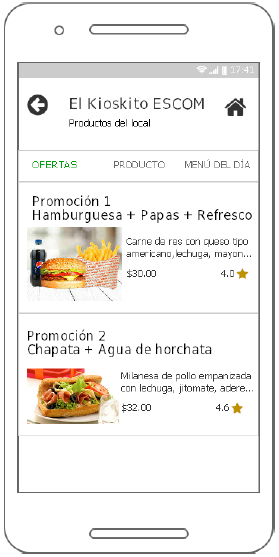 17:41
El Kioskito ESCOM
Productos del local
OFERTAS PRODUCTO MENÚ DEL DÍA
Promoción 1
Hamburguesa + Papas + Refresco
Carne de res con queso tipo
americano,lechuga, mayon...
$30.00 4.0
Promoción 2
Chapata + Agua de horchata
Milanesa de pollo empanizada
con lechuga, jitomate, adere...
$32.00 4.6